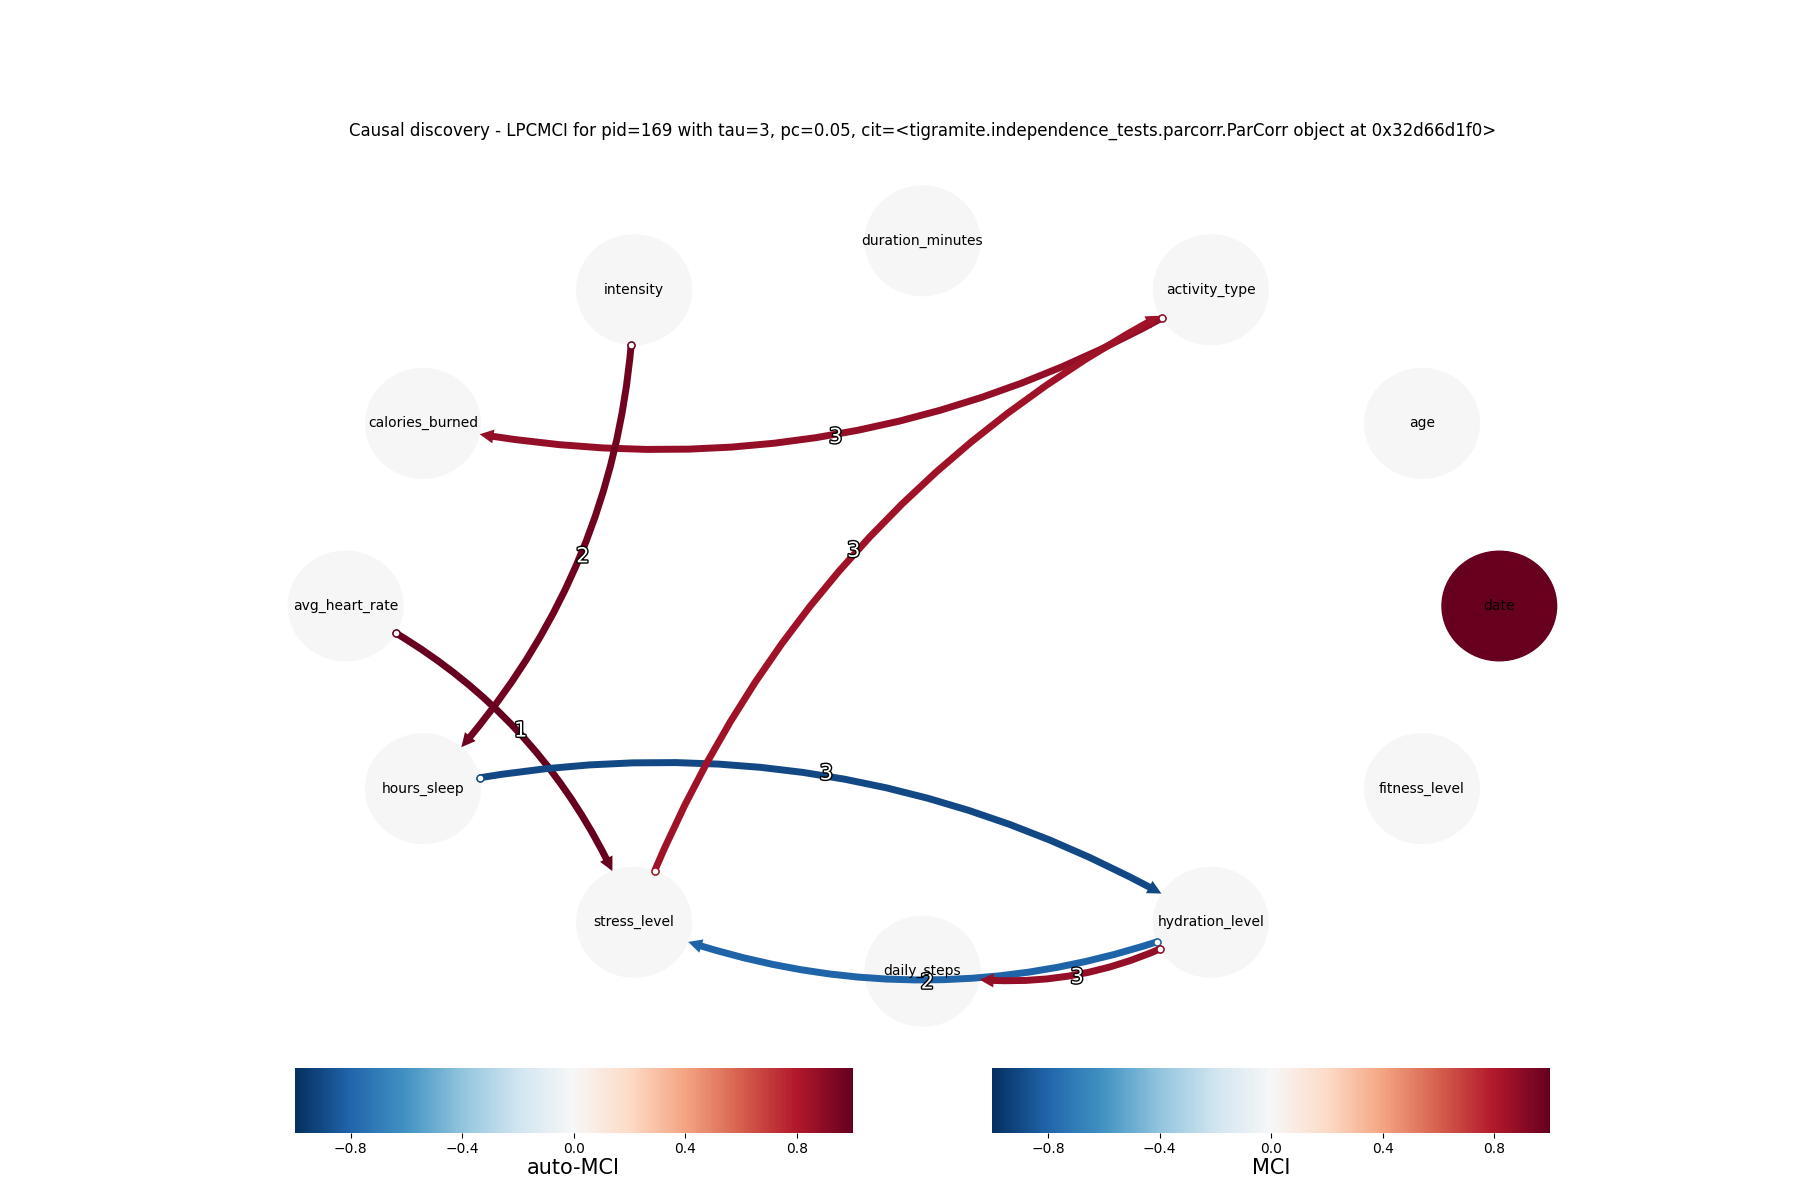 Causal discovery - LPCMCI for pid=169 with tau=3, pc=0.05, cit=<tigramite.independence_tests.parcorr.ParCorr object at 0x32d66d1f0>
duration_minutes
intensity
activity_type
calories_burned
age
3
2
3
avg_heart_rate
date
1
3
hours_sleep
fitness_level
stress_level
hydration_level
daily_steps
2
3
−0.8 −0.4 0.0 0.4 0.8
auto-MCI
−0.8 −0.4 0.0 0.4 0.8
MCI